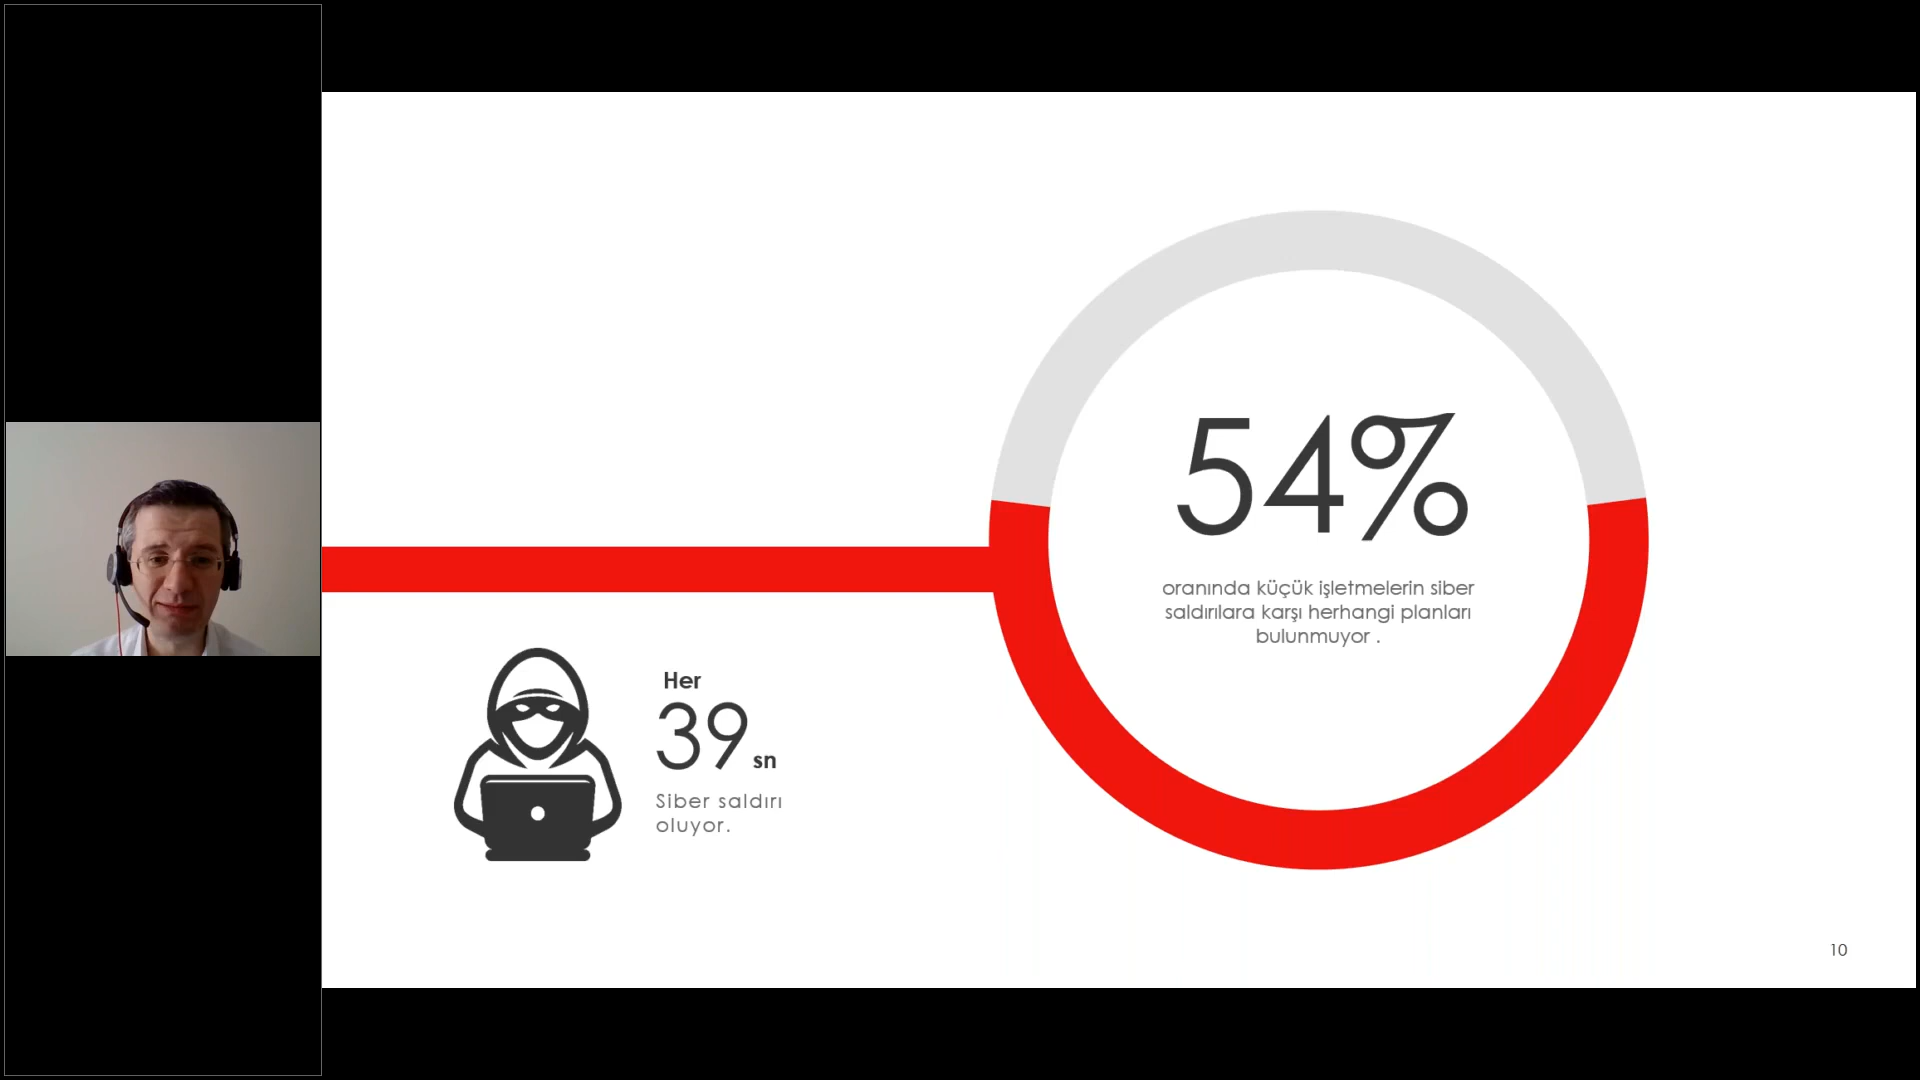 54%
oranında küçük işletmelerin siber
saldırılara karşı herhangi planları
bulunmuyor .
Her
39 sn
Siber saldırı
oluyor.
10